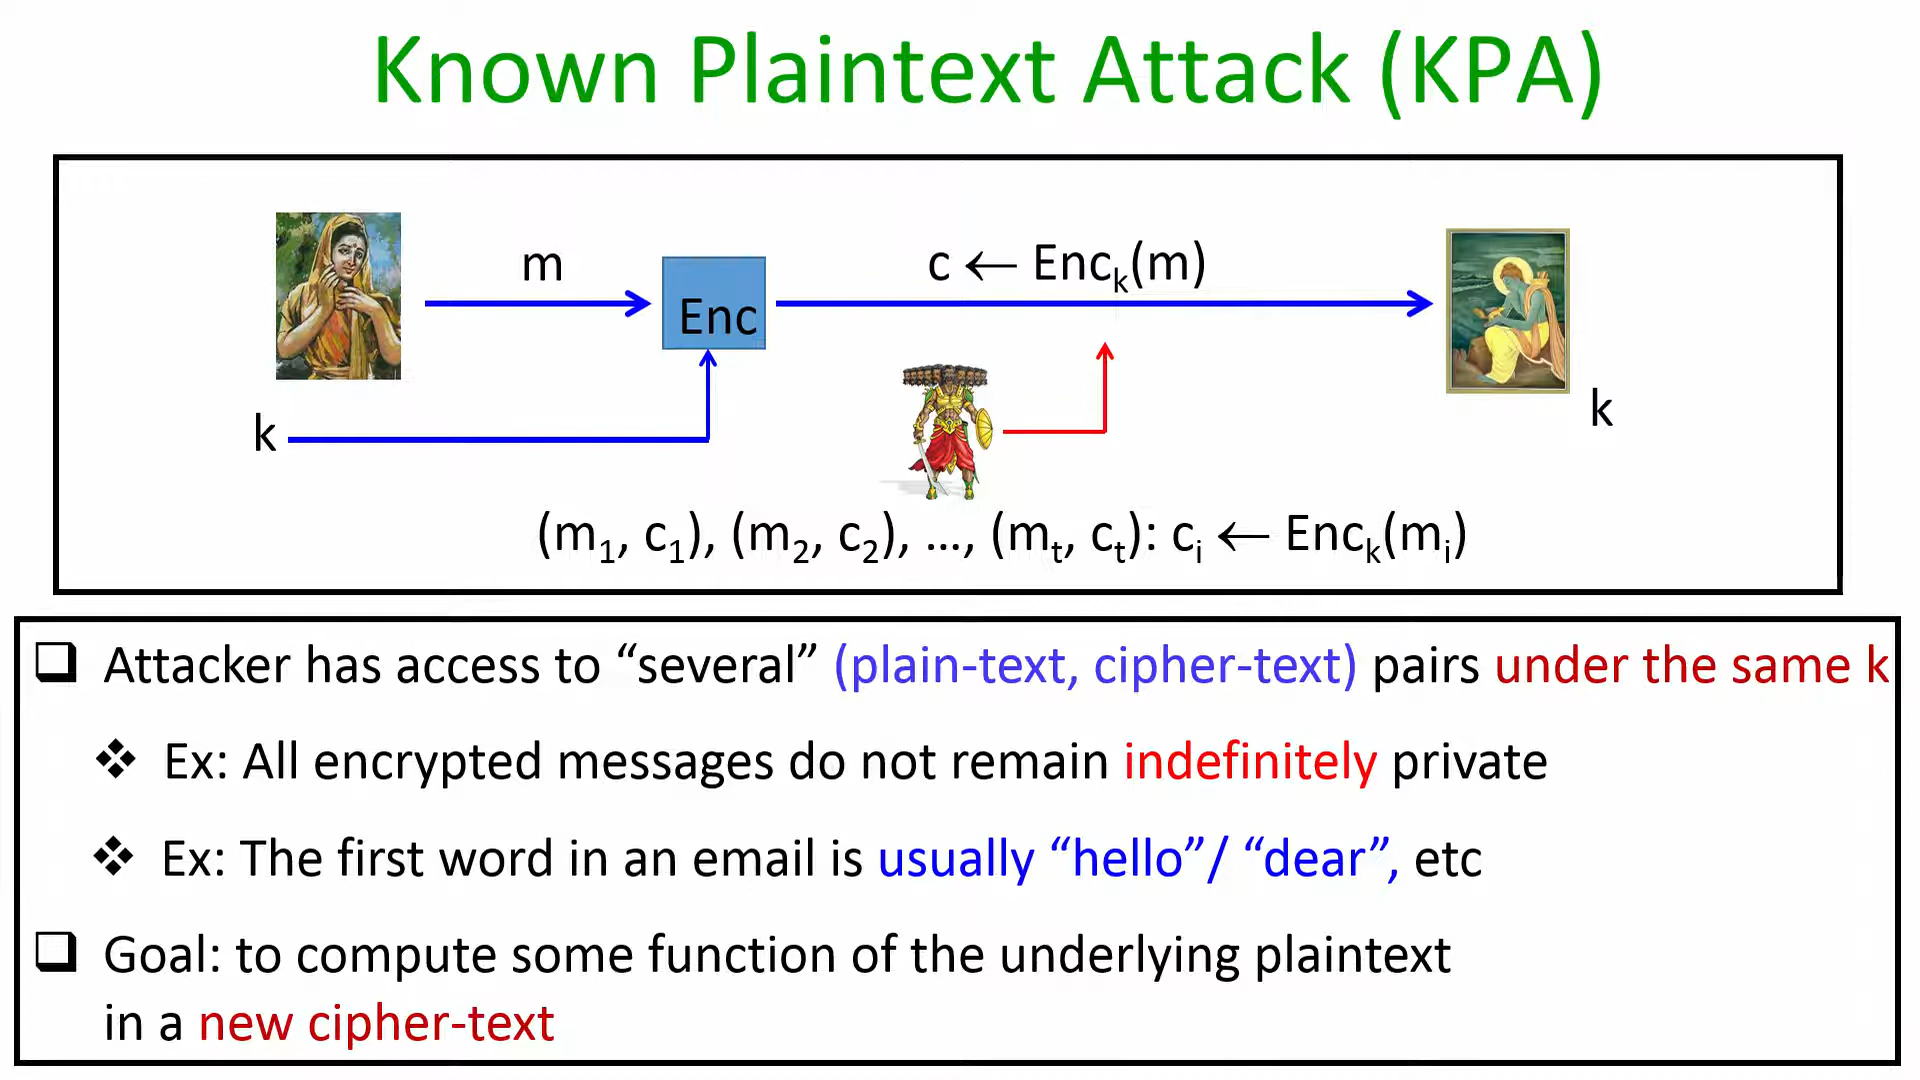 Known Plaintext Attack (KPA)
m
c ← Encₖ(m)
Enc
k
k
(m₁, c₁), (m₂, c₂), ..., (mₜ, cₜ): cᵢ ← Encₖ(mᵢ)
❑ Attacker has access to “several” (plain-text, cipher-text) pairs under the same k
❖ Ex: All encrypted messages do not remain indefinitely private
❖ Ex: The first word in an email is usually “hello”/ “dear”, etc
❑ Goal: to compute some function of the underlying plaintext
in a new cipher-text